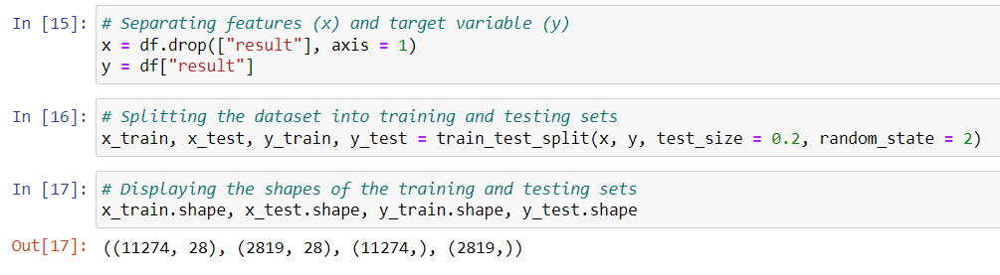 In [15]: # Separating features (x) and target variable (y)
x = df.drop(["result"], axis = 1)
y = df["result"]
In [16]: # Splitting the dataset into training and testing sets
x_train, x_test, y_train, y_test = train_test_split(x, y, test_size = 0.2, random_state = 2)
In [17]: # Displaying the shapes of the training and testing sets
x_train.shape, x_test.shape, y_train.shape, y_test.shape
Out[17]: ((11274, 28), (2819, 28), (11274,), (2819,))